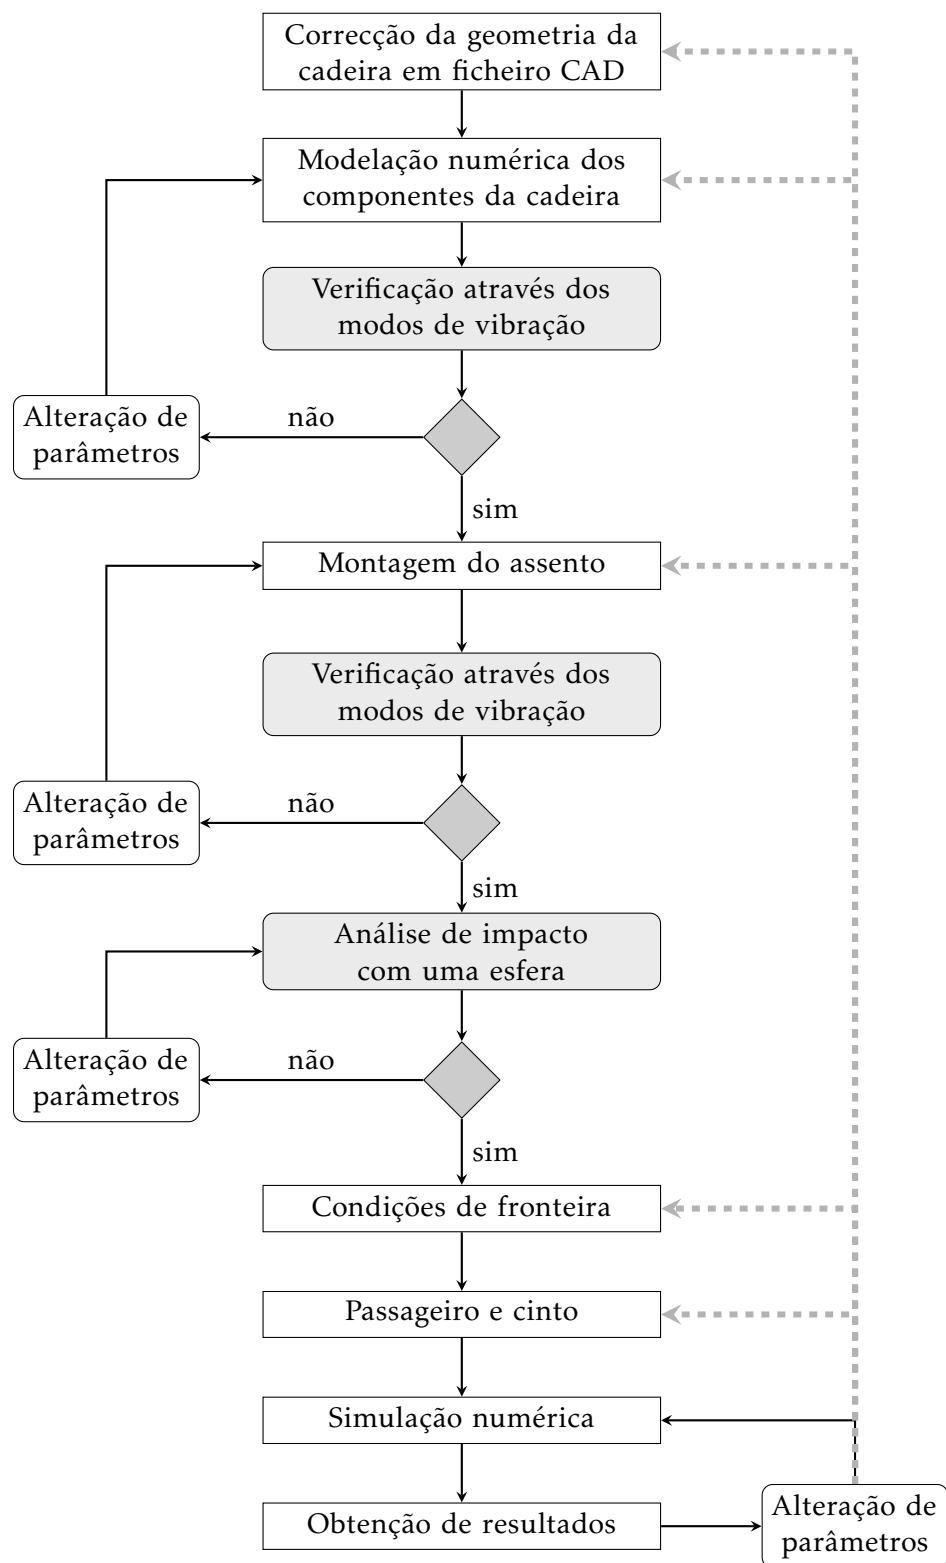 Correcção da geometria da
cadeira em ficheiro CAD
Modelação numérica dos
componentes da cadeira
Verificação através dos
modos de vibração
Alteração de
parâmetros
não
sim
Montagem do assento
Verificação através dos
modos de vibração
Alteração de
parâmetros
não
sim
Análise de impacto
com uma esfera
Alteração de
parâmetros
não
sim
Condições de fronteira
Passageiro e cinto
Simulação numérica
Obtenção de resultados
Alteração de
parâmetros